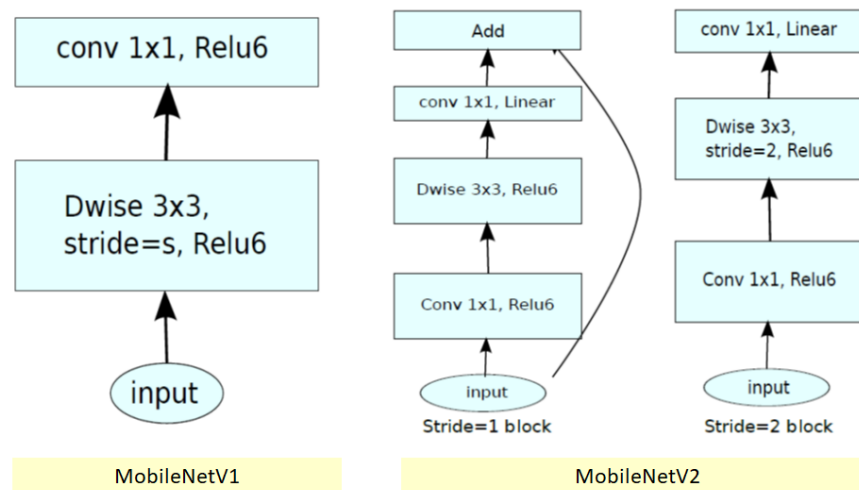 conv 1x1, Relu6
Dwise 3x3,
stride=s, Relu6
input
MobileNetV1
Add
conv 1x1, Linear
Dwise 3x3, Relu6
Conv 1x1, Relu6
input
Stride=1 block
conv 1x1, Linear
Dwise 3x3,
stride=2, Relu6
Conv 1x1, Relu6
input
Stride=2 block
MobileNetV2